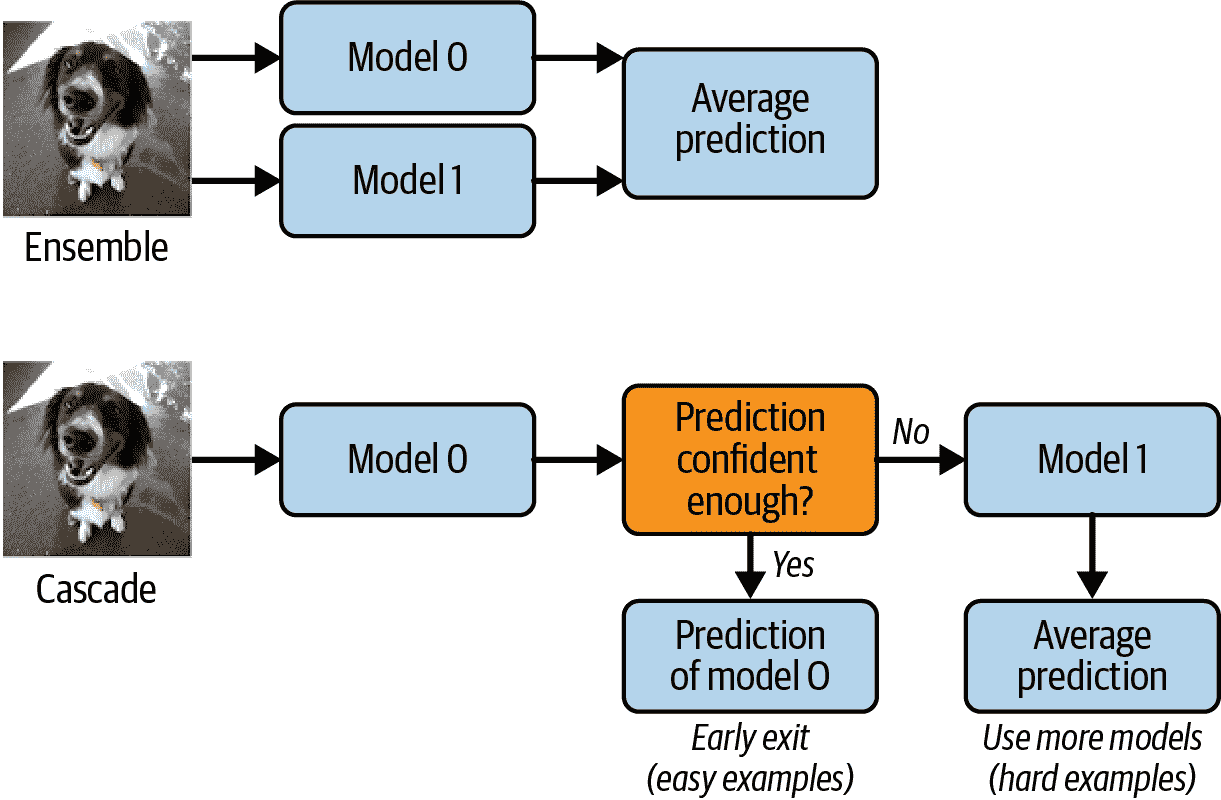 Model 0
Average
prediction
Model 1
Ensemble
Model 0
Prediction
confident
enough?
No
Model 1
Cascade
Yes
Prediction
of model 0
Average
prediction
Early exit
(easy examples)
Use more models
(hard examples)